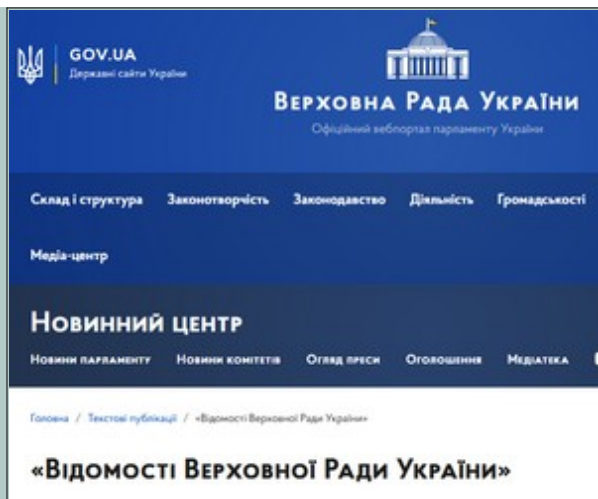 GOV.UA
Державні сайти України
ВЕРХОВНА РАДА УКРАЇНИ
Офіційний вебпортал парламенту України
Склад і структура Законотворчість Законодавство Діяльність Громадськості
Медіа-центр
НОВИННИЙ ЦЕНТР
НОВИНИ ПАРЛАМЕНТУ НОВИНИ КОМІТЕТІВ ОГЛЯД ПРЕСИ ОГОЛОШЕННЯ МЕДІАТЕКА
Головна / Текстові публікації / «Відомості Верховної Ради України»
«ВІДОМОСТІ ВЕРХОВНОЇ РАДИ УКРАЇНИ»